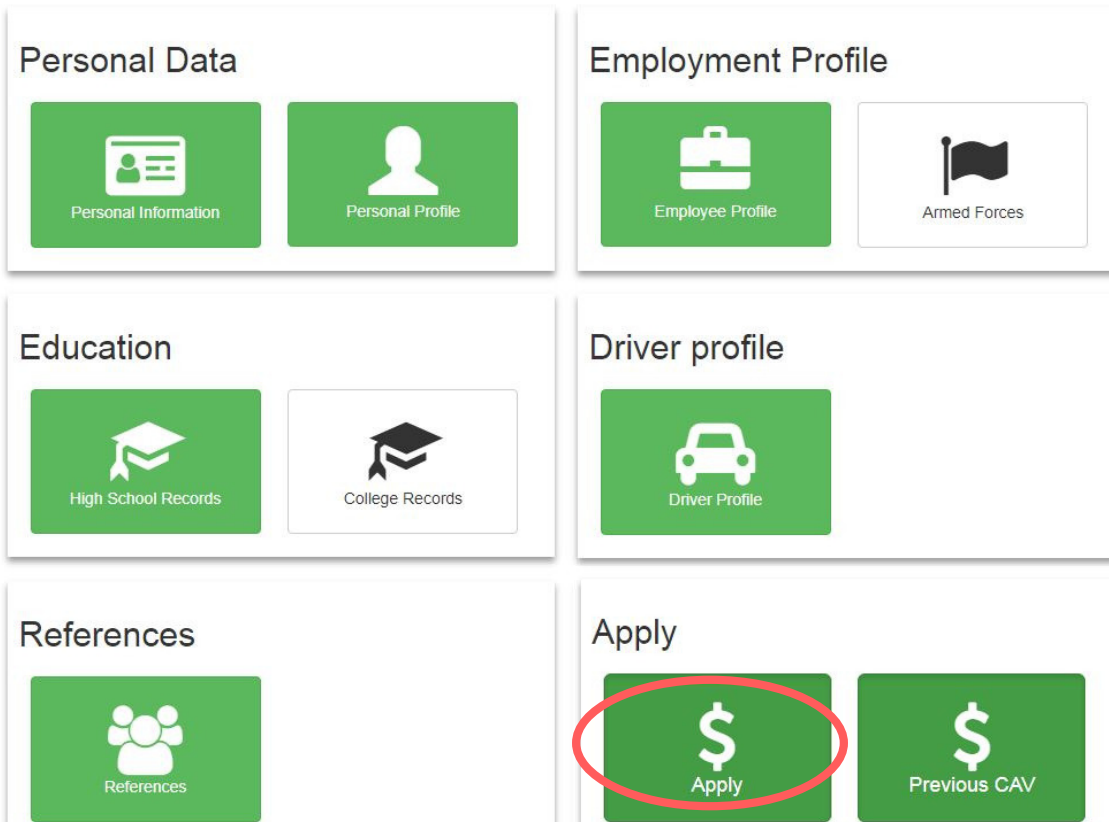 Personal Data
Personal Information
Personal Profile
Employment Profile
Employee Profile
Armed Forces
Education
High School Records
College Records
Driver profile
Driver Profile
References
References
Apply
$
Apply
$
Previous CAV